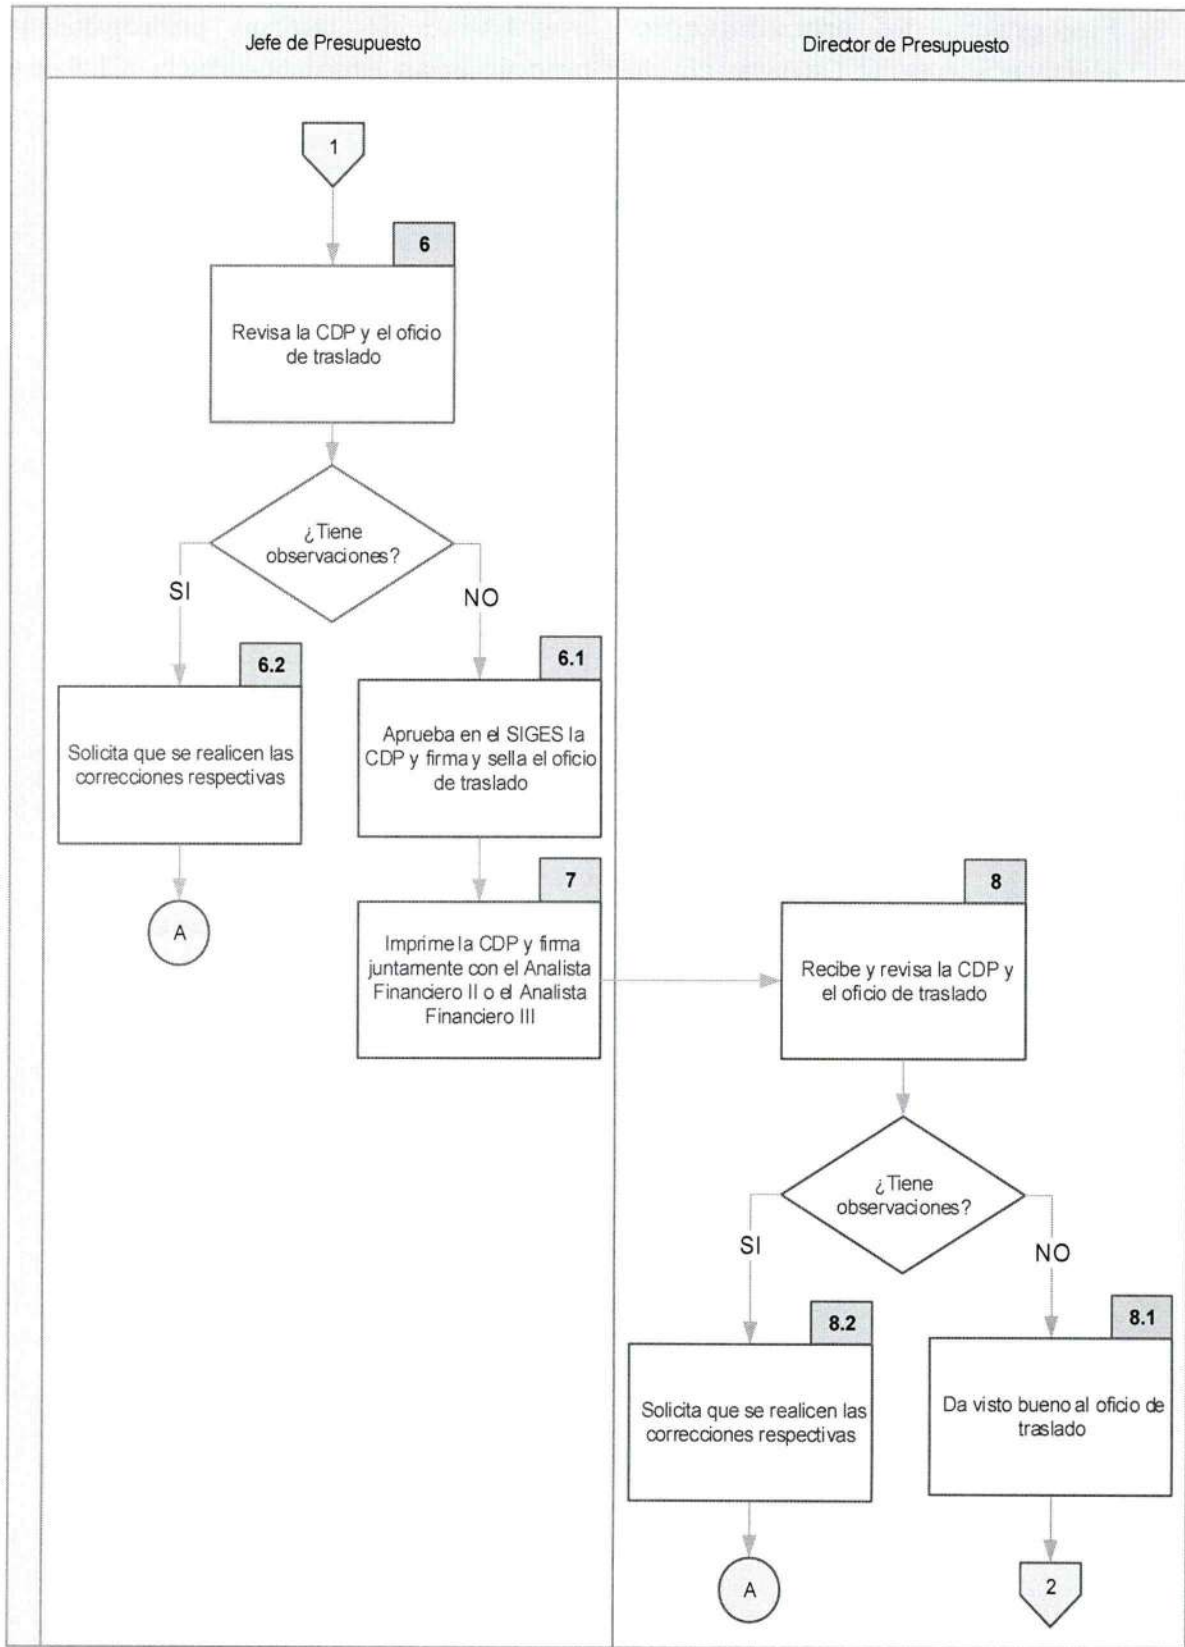 Jefe de Presupuesto
Director de Presupuesto
1
6
Revisa la CDP y el oficio
de traslado
¿Tiene
observaciones?
SI
NO
6.2
Solicita que se realicen las
correcciones respectivas
A
6.1
Aprueba en el SIGES la
CDP y firma y sella el oficio
de traslado
7
Imprime la CDP y firma
juntamente con el Analista
Financiero II o el Analista
Financiero III
8
Recibe y revisa la CDP y
el oficio de traslado
¿Tiene
observaciones?
SI
NO
8.2
Solicita que se realicen las
correcciones respectivas
A
8.1
Da visto bueno al oficio de
traslado
2